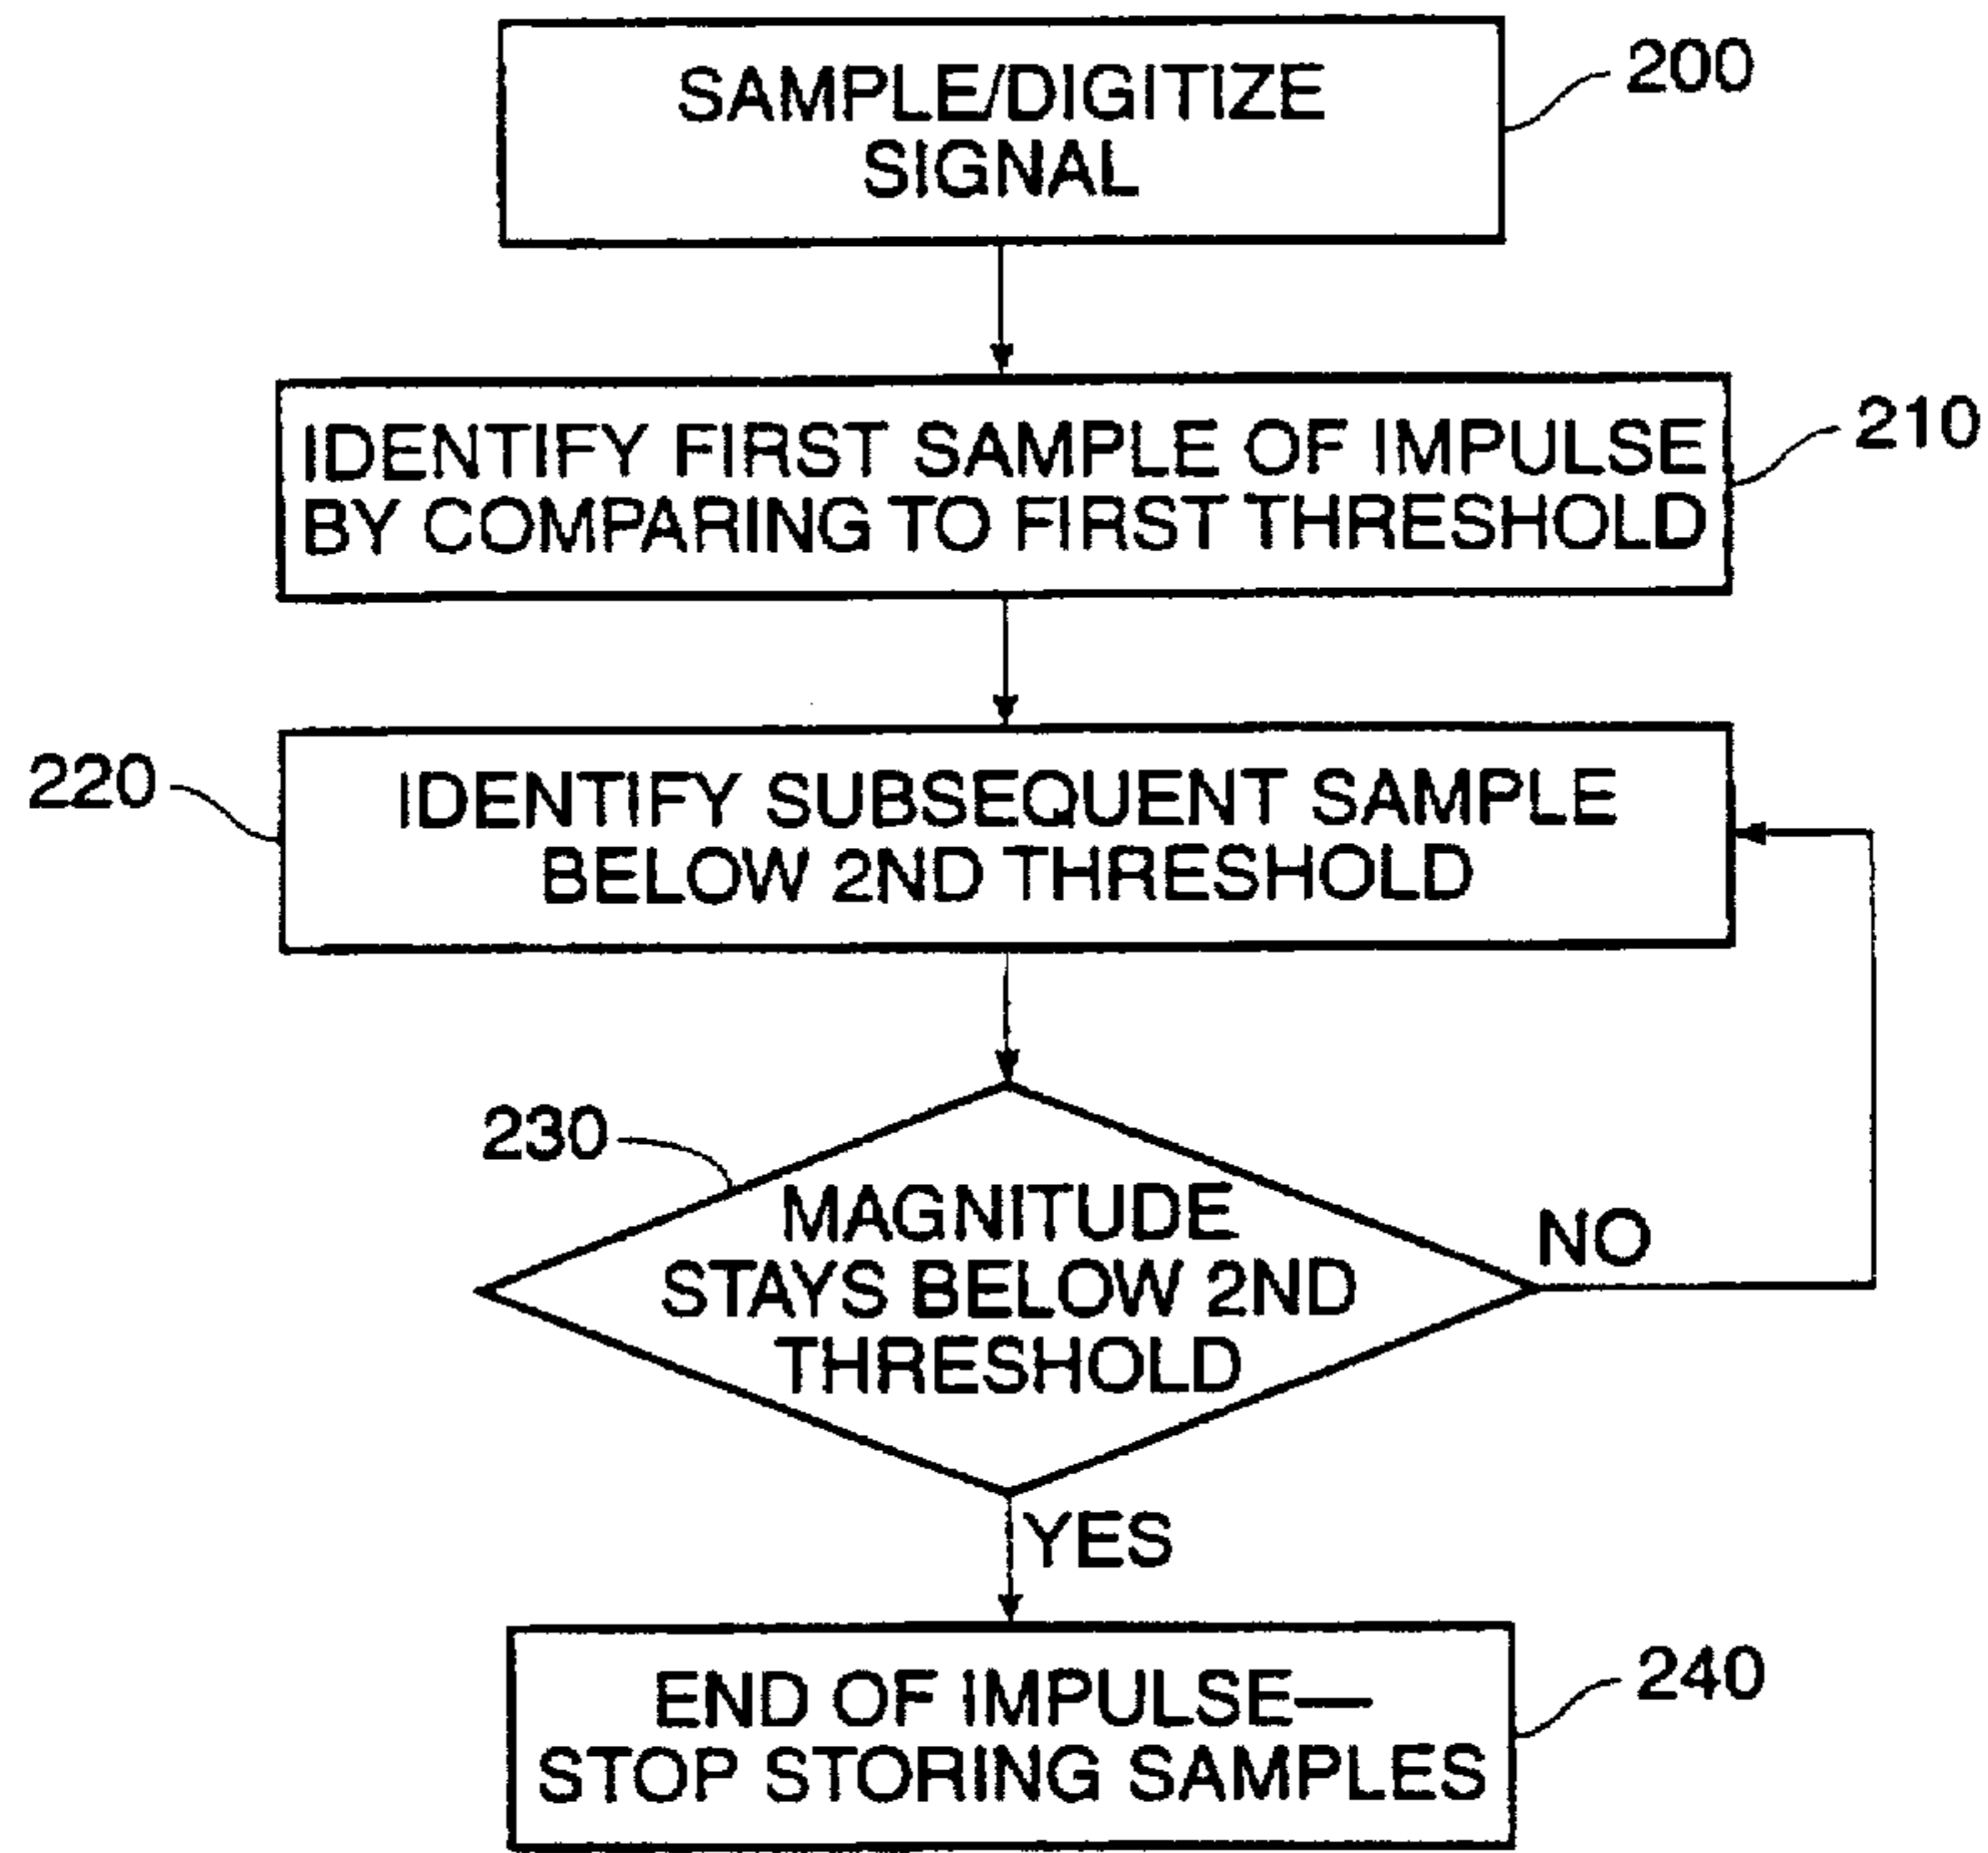 SAMPLE/DIGITIZE
SIGNAL
200
IDENTIFY FIRST SAMPLE OF IMPULSE
BY COMPARING TO FIRST THRESHOLD
210
220
IDENTIFY SUBSEQUENT SAMPLE
BELOW 2ND THRESHOLD
230
MAGNITUDE
STAYS BELOW 2ND
THRESHOLD
NO
YES
END OF IMPULSE—
STOP STORING SAMPLES
240